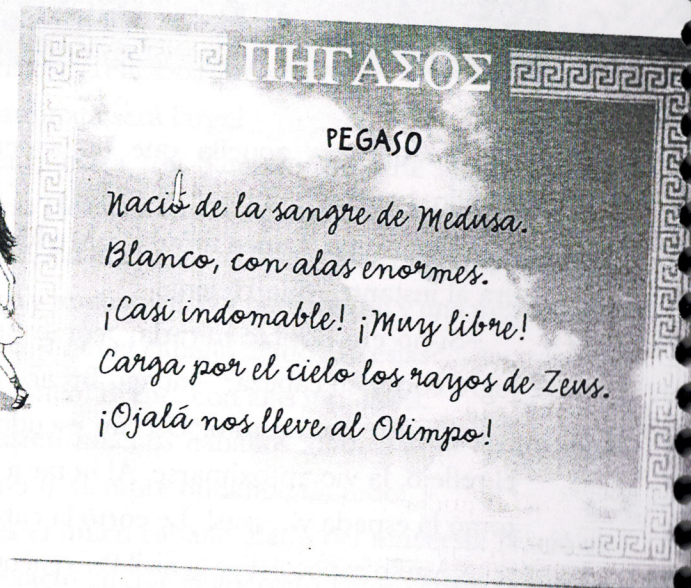 ΠΗΓΑΣΟΣ
PEGASO
Nació de la sangre de Medusa.
Blanco, con alas enormes.
¡Casi indomable! ¡Muy libre!
Carga por el cielo los rayos de Zeus.
¡Ojalá nos lleve al Olimpo!